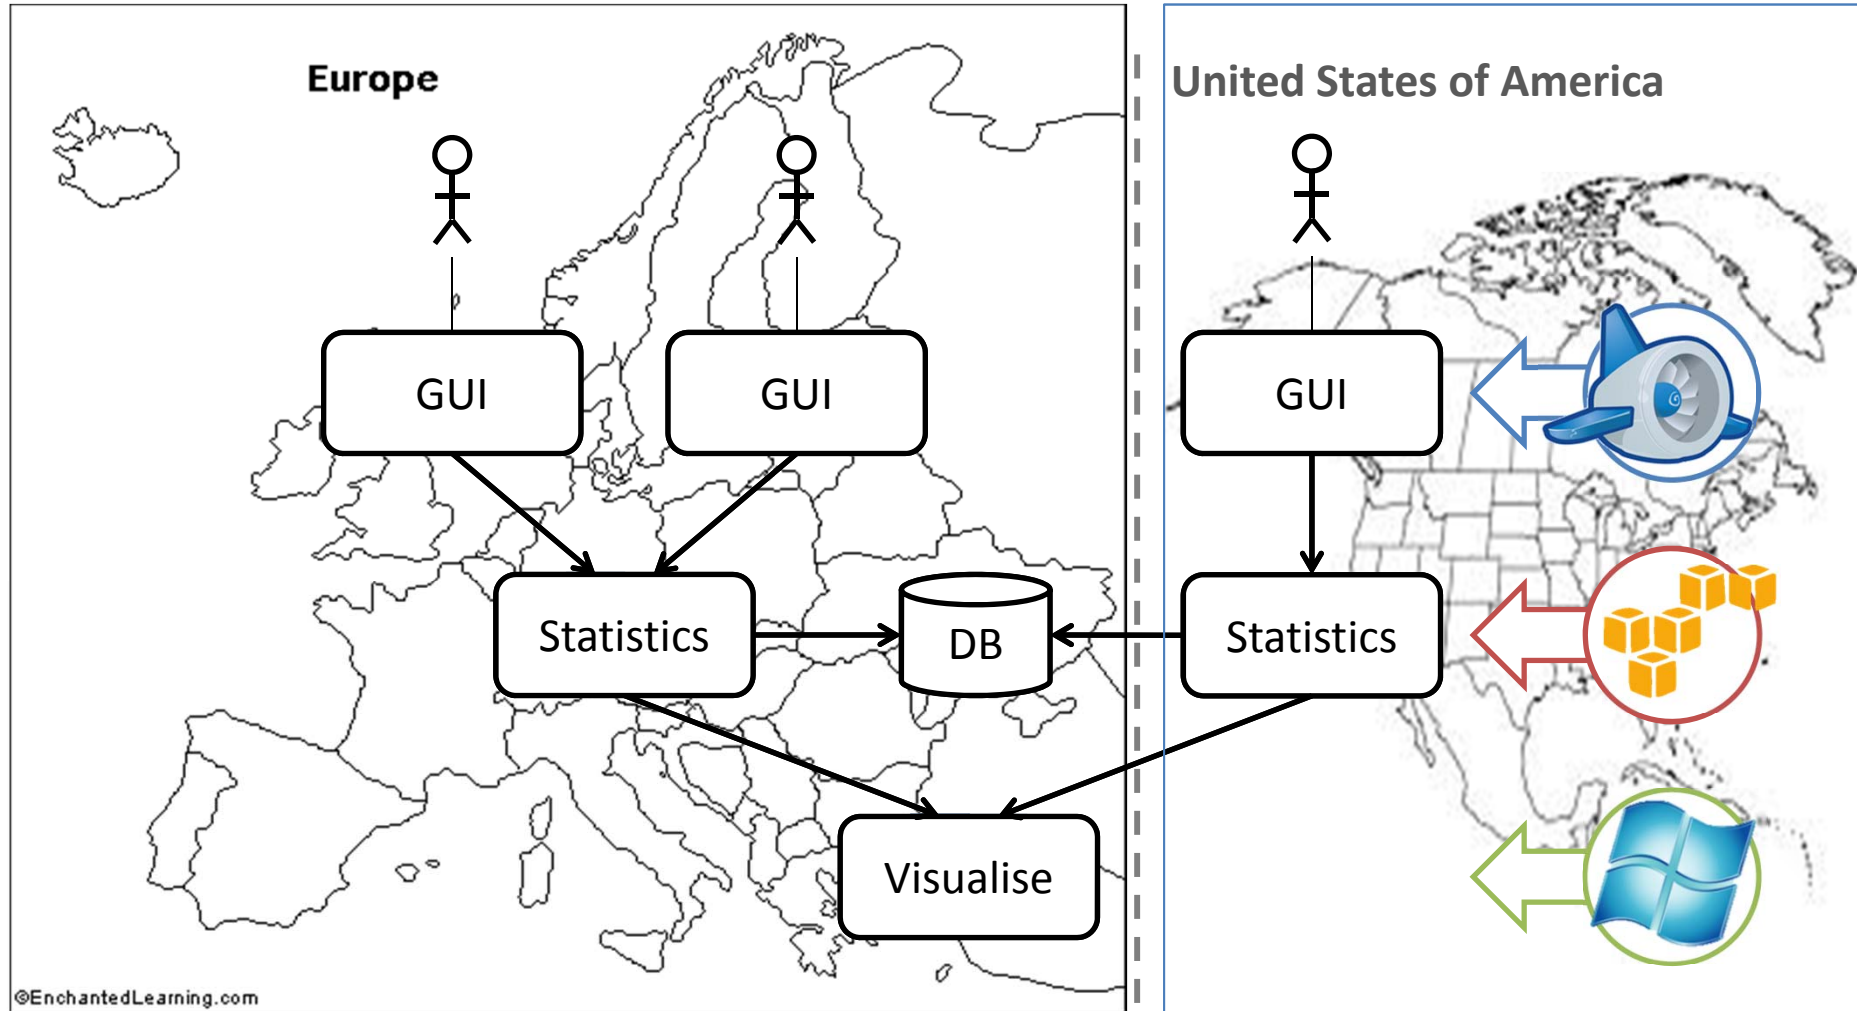 Europe
United States of America
GUI
GUI
GUI
Statistics
DB
Statistics
Visualise
©EnchantedLearning.com